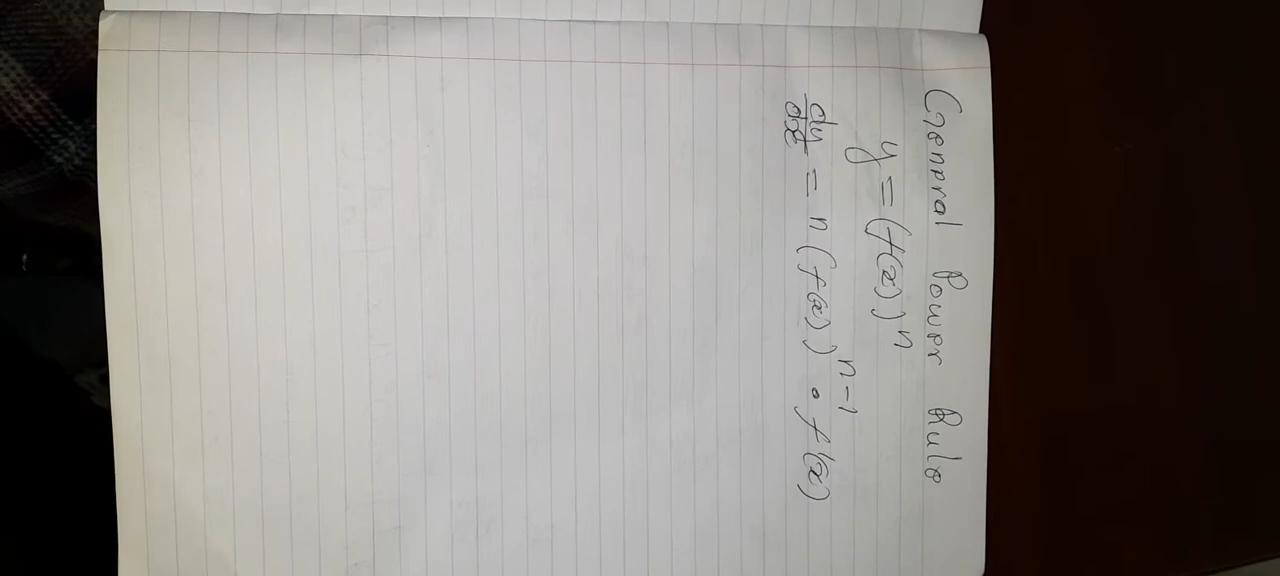 General Power Rule
y = (f(x))^n
dy/dx = n(f(x))^{n-1} • f'(x)